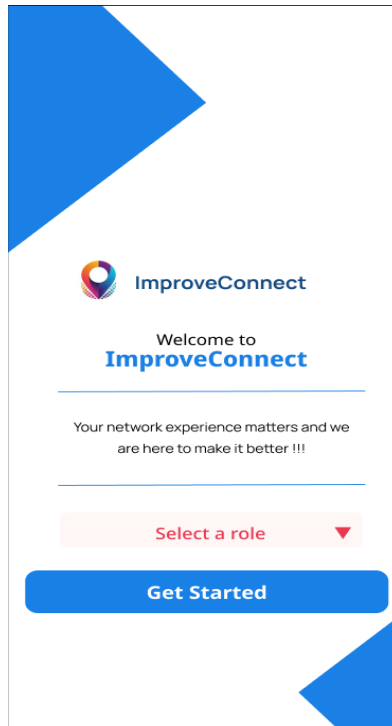 ImproveConnect
Welcome to
ImproveConnect
Your network experience matters and we
are here to make it better !!!
Select a role
Get Started